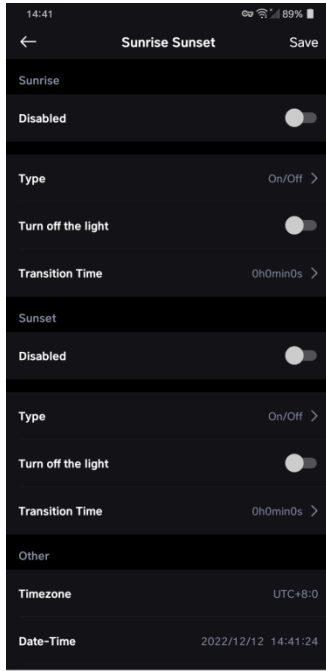 14:41 89%
Sunrise Sunset Save
Sunrise
Disabled
Type On/Off
Turn off the light
Transition Time 0h0min0s
Sunset
Disabled
Type On/Off
Turn off the light
Transition Time 0h0min0s
Other
Timezone UTC+8:0
Date-Time 2022/12/12 14:41:24